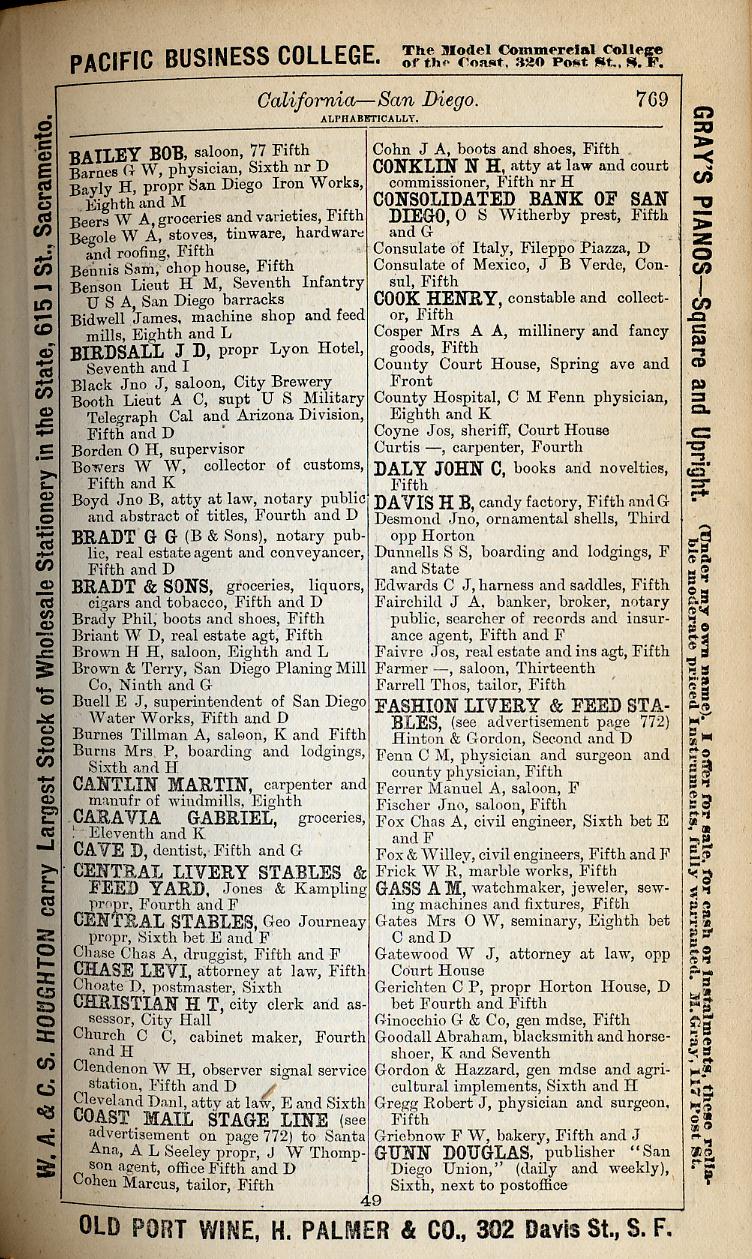 PACIFIC BUSINESS COLLEGE. The Model Commercial College
of the Coast, 320 Post St., S. F.
California—San Diego. 769
ALPHABETICALLY.
BAILEY BOB, saloon, 77 Fifth
Barnes G W, physician, Sixth nr D
Bayly H, propr San Diego Iron Works,
Eighth and M
Beers W A, groceries and varieties, Fifth
Begole W A, stoves, tinware, hardware
and roofing, Fifth
Bennis Sam, chop house, Fifth
Benson Lieut H M, Seventh Infantry
U S A, San Diego barracks
Bidwell James, machine shop and feed
mills, Eighth and L
BIRDSALL J D, propr Lyon Hotel,
Seventh and I
Black Jno J, saloon, City Brewery
Booth Lieut A C, supt U S Military
Telegraph Cal and Arizona Division,
Fifth and D
Borden O H, supervisor
Bowers W W, collector of customs,
Fifth and K
Boyd Jno B, atty at law, notary public
and abstract of titles, Fourth and D
BRADT G G (B & Sons), notary pub-
lic, real estate agent and conveyancer,
Fifth and D
BRADT & SONS, groceries, liquors,
cigars and tobacco, Fifth and D
Brady Phil, boots and shoes, Fifth
Briant W D, real estate agt, Fifth
Brown H H, saloon, Eighth and L
Brown & Terry, San Diego Planing Mill
Co, Ninth and G
Buell E J, superintendent of San Diego
Water Works, Fifth and D
Burnes Tillman A, saloon, K and Fifth
Burns Mrs P, boarding and lodgings,
Sixth and H
CANTLIN MARTIN, carpenter and
manufr of windmills, Eighth
CARAVIA GABRIEL, groceries,
Eleventh and K
CAVE D, dentist, Fifth and G
CENTRAL LIVERY STABLES &
FEED YARD, Jones & Kampling
propr, Fourth and F
CENTRAL STABLES, Geo Journeay
propr, Sixth bet E and F
Chase Chas A, druggist, Fifth and F
CHASE LEVI, attorney at law, Fifth
Choate D, postmaster, Sixth
CHRISTIAN H T, city clerk and as-
sessor, City Hall
Church C C, cabinet maker, Fourth
and H
Clendenon W H, observer signal service
station, Fifth and D
Cleveland Danl, atty at law, E and Sixth
COAST MAIL STAGE LINE (see
advertisement on page 772) to Santa
Ana, A L Seeley propr, J W Thomp-
son agent, office Fifth and D
Cohen Marcus, tailor, Fifth
Cohn J A, boots and shoes, Fifth
CONKLIN N H, atty at law and court
commissioner, Fifth nr H
CONSOLIDATED BANK OF SAN
DIEGO, O S Witherby prest, Fifth
and G
Consulate of Italy, Fileppo Piazza, D
Consulate of Mexico, J B Verde, Con-
sul, Fifth
COOK HENRY, constable and collect-
or, Fifth
Cosper Mrs A A, millinery and fancy
goods, Fifth
County Court House, Spring ave and
Front
County Hospital, C M Fenn physician,
Eighth and K
Coyne Jos, sheriff, Court House
Curtis —, carpenter, Fourth
DALY JOHN C, books and novelties,
Fifth
DAVIS H B, candy factory, Fifth and G
Desmond Jno, ornamental shells, Third
opp Horton
Dunnells S S, boarding and lodgings, F
and State
Edwards C J, harness and saddles, Fifth
Fairchild J A, banker, broker, notary
public, searcher of records and insur-
ance agent, Fifth and F
Faivre Jos, real estate and ins agt, Fifth
Farmer —, saloon, Thirteenth
Farrell Thos, tailor, Fifth
FASHION LIVERY & FEED STA-
BLES, (see advertisement page 772)
Hinton & Gordon, Second and D
Fenn C M, physician and surgeon and
county physician, Fifth
Ferrer Manuel A, saloon, F
Fischer Jno, saloon, Fifth
Fox Chas A, civil engineer, Sixth bet E
and F
Fox & Willey, civil engineers, Fifth and F
Frick W R, marble works, Fifth
GASS A M, watchmaker, jeweler, sew-
ing machines and fixtures, Fifth
Gates Mrs O W, seminary, Eighth bet
C and D
Gatewood W J, attorney at law, opp
Court House
Gerichten C P, propr Horton House, D
bet Fourth and Fifth
Ginocchio G & Co, gen mdse, Fifth
Goodall Abraham, blacksmith and horse-
shoer, K and Seventh
Gordon & Hazzard, gen mdse and agri-
cultural implements, Sixth and H
Gregg Robert J, physician and surgeon,
Fifth
Griebnow F W, bakery, Fifth and J
GUNN DOUGLAS, publisher "San
Diego Union," (daily and weekly),
Sixth, next to postoffice
49
OLD PORT WINE, H. PALMER & CO., 302 Davis St., S. F.
W. A. & C. S. HOUGHTON carry Largest Stock of Wholesale Stationery in the State, 615 J St., Sacramento.
GRAY'S PIANOS—Square and Upright. (Under my own name). I offer for sale, for cash or instalments, these relia-
ble moderate priced Instruments, fully warranted. M. Gray, 117 Post St.